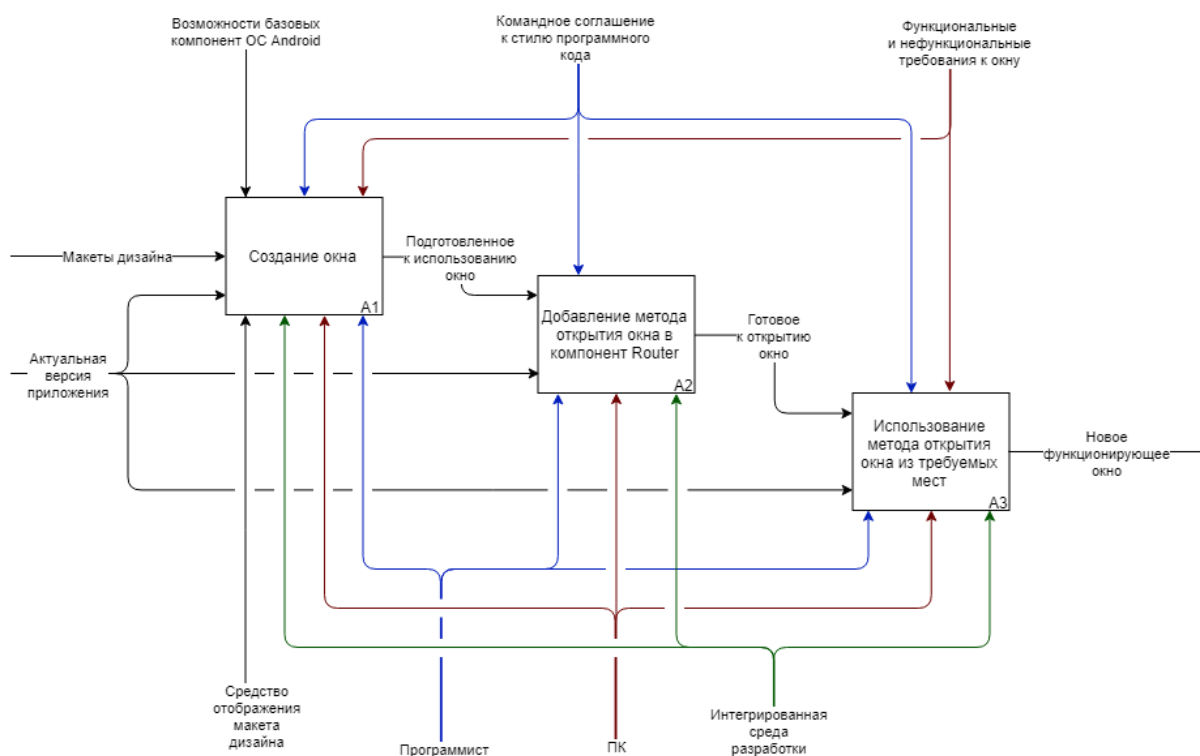 Возможности базовых
компонент ОС Android
Командное соглашение
к стилю программного
кода
Функциональные
и нефункциональные
требования к окну
Макеты дизайна
Создание окна
A1
Подготовленное
к использованию
окно
Актуальная
версия
приложения
Добавление метода
открытия окна в
компонент Router
A2
Готовое
к открытию
окно
Использование
метода открытия
окна из требуемых
мест
A3
Новое
функционирующее
окно
Средство
отображения
макета
дизайна
Программист
ПК
Интегрированная
среда
разработки